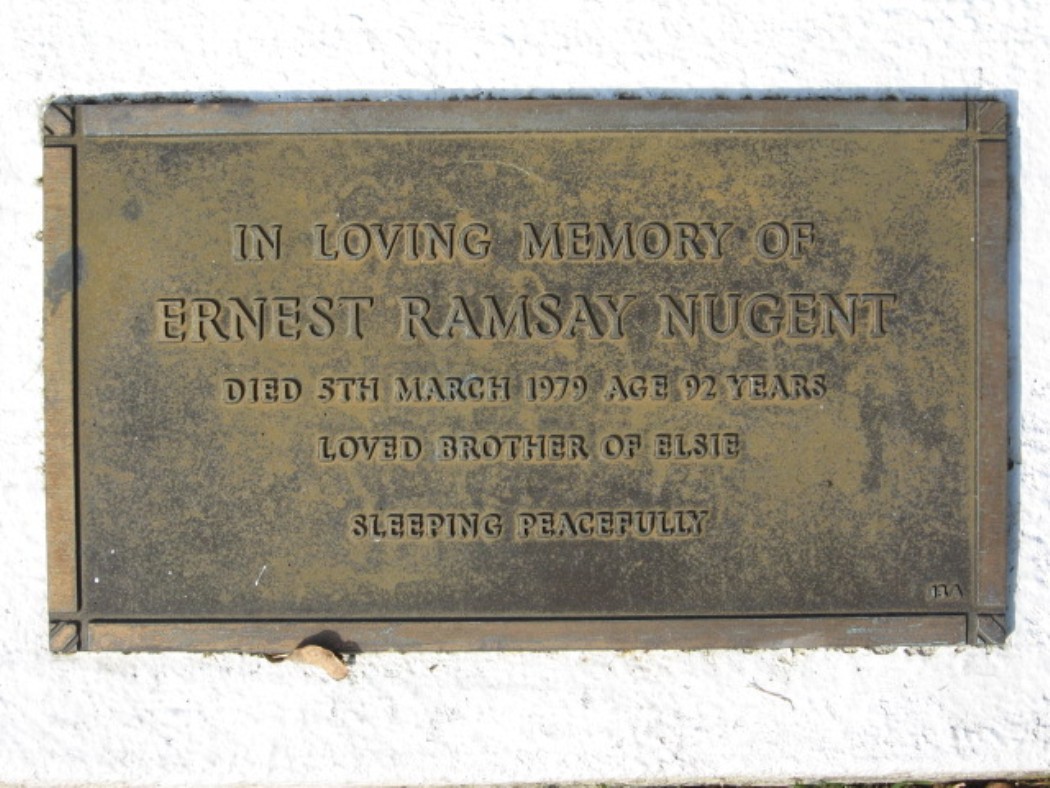 IN LOVING MEMORY OF
ERNEST RAMSAY NUGENT
DIED 5TH MARCH 1979 AGE 92 YEARS
LOVED BROTHER OF ELSIE
SLEEPING PEACEFULLY